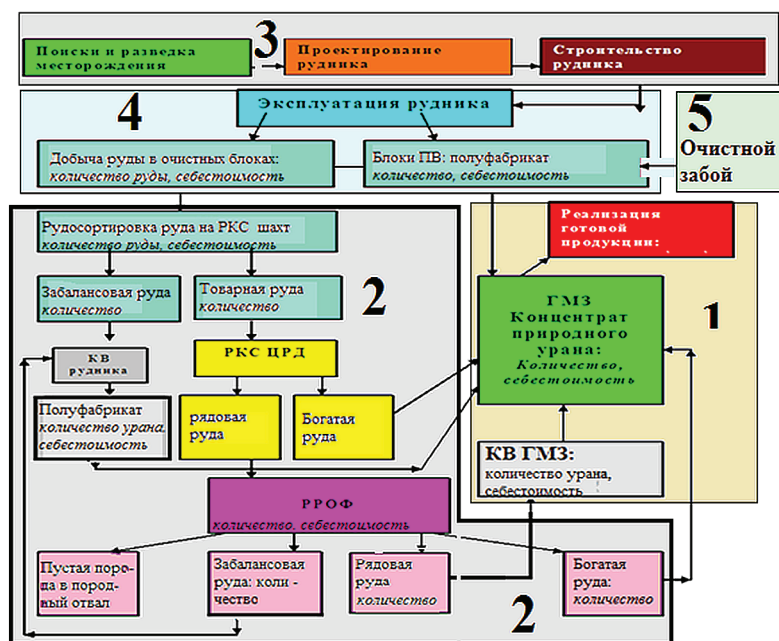 Поиски и разведка
месторождения
3
Проектирование
рудника
Строительство
рудника
4
Эксплуатация рудника
Добыча руды в очистных блоках:
количество руды, себестоимость
Блоки ПВ: полуфабрикат
количество, себестоимость
5
Очистной
забой
Рудосортировка руда на РКС шахт
количество руды, себестоимость
Забалансовая руда
количество
Товарная руда
количество
2
КВ
рудника
РКС ЦРД
Полуфабрикат
количество урана,
себестоимость
рядовая
руда
Богатая
руда
Реализация
готовой
продукции:
ГМЗ
Концентрат
природного
урана:
Количество,
себестоимость
1
КВ ГМЗ:
количество урана,
себестоимость
РРОФ
количество, себестоимость
Пустая поро-
да в пород-
ный отвал
Забалансовая
руда: коли -
чество
Рядовая
руда
количество
2
Богатая
руда:
количество